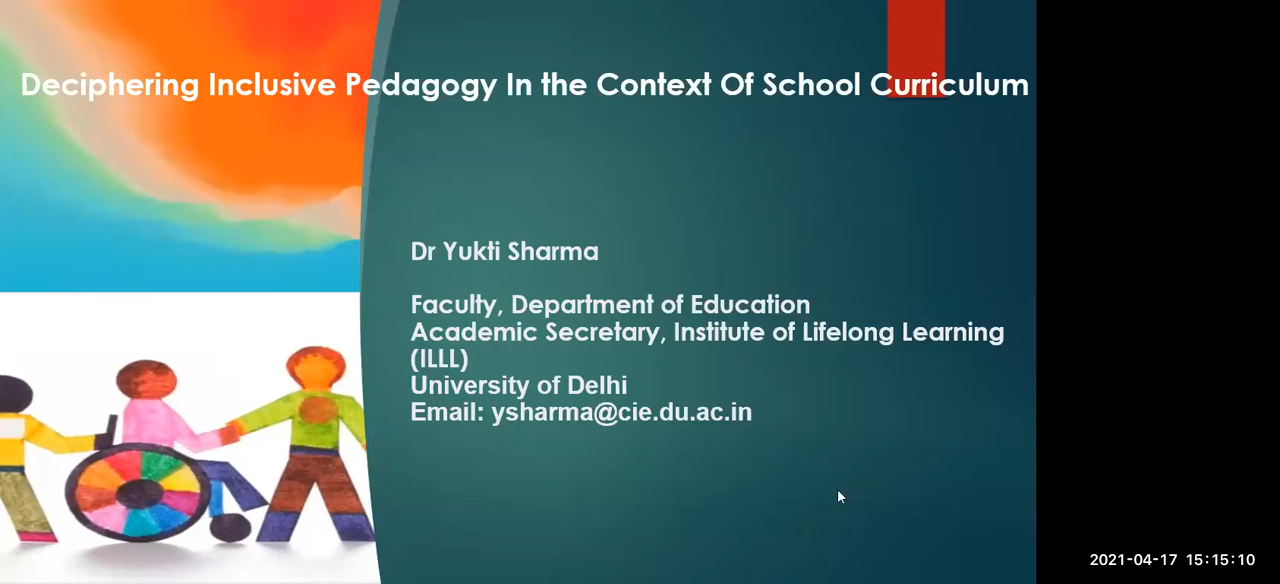 Deciphering Inclusive Pedagogy In the Context Of School Curriculum
Dr Yukti Sharma
Faculty, Department of Education
Academic Secretary, Institute of Lifelong Learning
(ILLL)
University of Delhi
Email: ysharma@cie.du.ac.in
2021-04-17 15:15:10